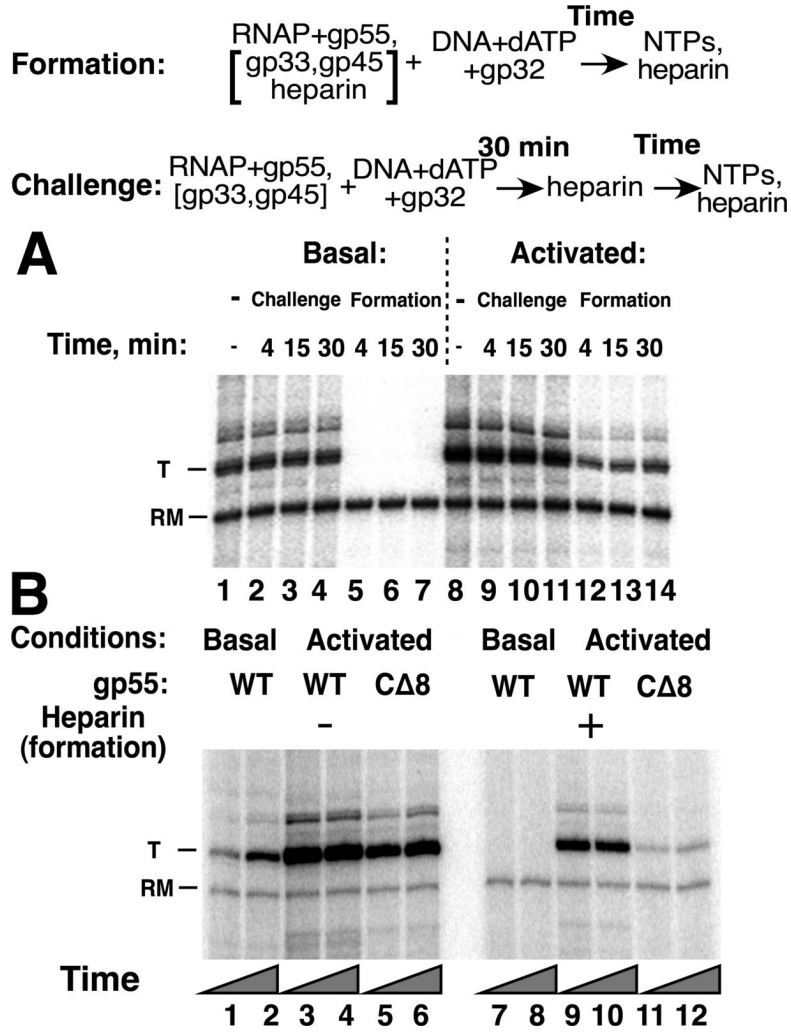 Time
Formation: [RNAP+gp55, gp33,gp45 heparin] + DNA+dATP +gp32 → NTPs, heparin
30 min Time
Challenge: RNAP+gp55, [gp33,gp45] + DNA+dATP +gp32 → heparin → NTPs, heparin
A
Basal: Activated:
- Challenge Formation - Challenge Formation
Time, min: - 4 15 30 4 15 30 - 4 15 30 4 15 30
T –
RM –
1 2 3 4 5 6 7 8 9 10 11 12 13 14
B
Conditions: Basal Activated Basal Activated
gp55: WT WT CΔ8 WT WT CΔ8
Heparin
(formation) – +
T –
RM –
Time
1 2 3 4 5 6 7 8 9 10 11 12